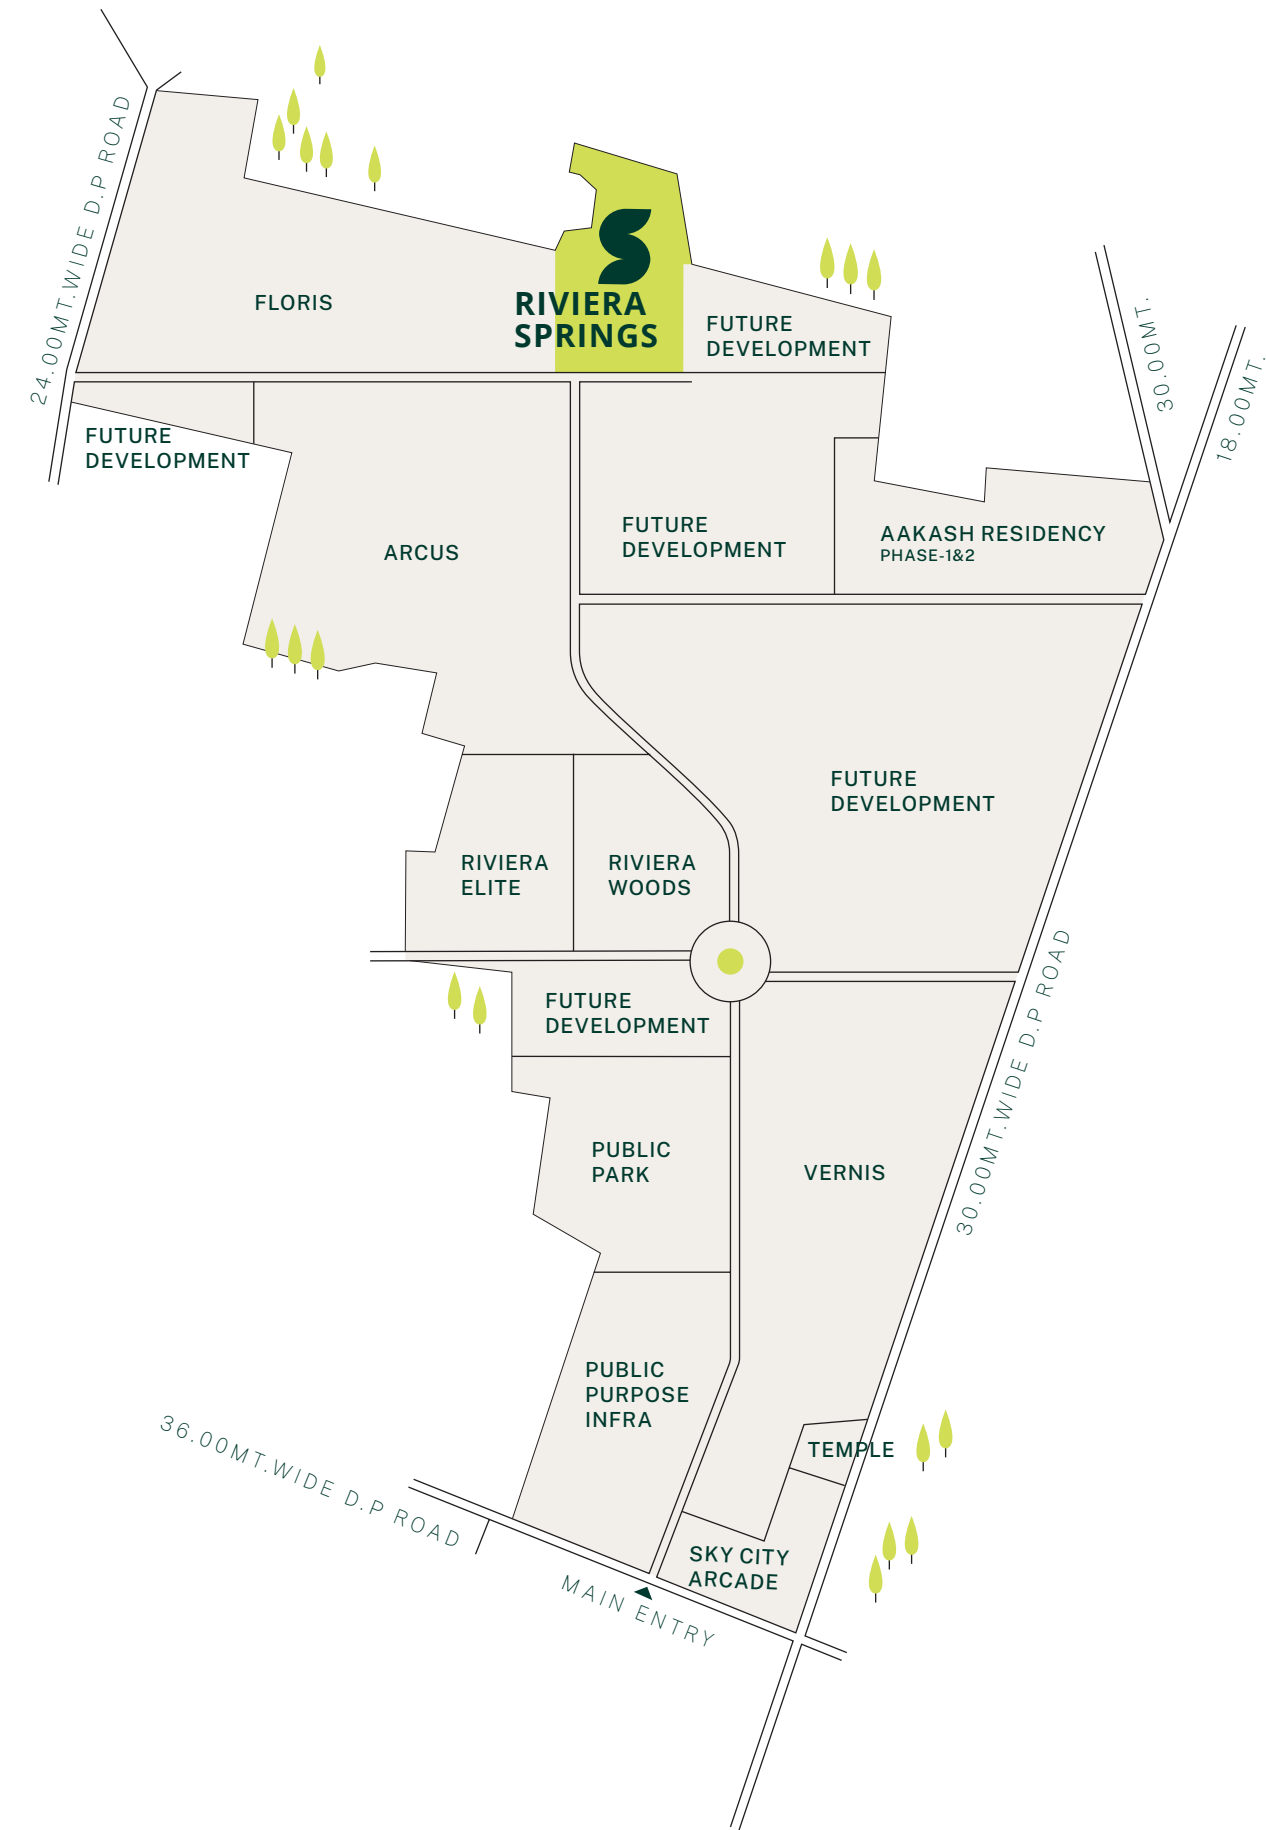 24.00MT.WIDE D.P ROAD
FLORIS
RIVIERA
SPRINGS
FUTURE
DEVELOPMENT
30.00MT.
18.00MT.
FUTURE
DEVELOPMENT
ARCUS
FUTURE
DEVELOPMENT
AAKASH RESIDENCY
PHASE-1&2
FUTURE
DEVELOPMENT
RIVIERA
ELITE
RIVIERA
WOODS
FUTURE
DEVELOPMENT
30.00MT.WIDE D.P ROAD
PUBLIC
PARK
VERNIS
PUBLIC
PURPOSE
INFRA
TEMPLE
36.00MT.WIDE D.P ROAD
SKY CITY
ARCADE
MAIN ENTRY